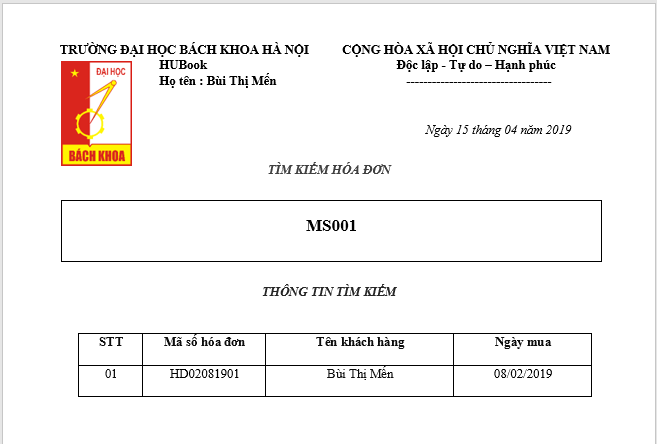 TRƯỜNG ĐẠI HỌC BÁCH KHOA HÀ NỘI
HUBook
Họ tên : Bùi Thị Mến
ĐẠI HỌC
BÁCH KHOA
CỘNG HÒA XÃ HỘI CHỦ NGHĨA VIỆT NAM
Độc lập - Tự do – Hạnh phúc
----------------------------------
Ngày 15 tháng 04 năm 2019
TÌM KIẾM HÓA ĐƠN
MS001
THÔNG TIN TÌM KIẾM
STT Mã số hóa đơn Tên khách hàng Ngày mua
01 HD02081901 Bùi Thị Mến 08/02/2019